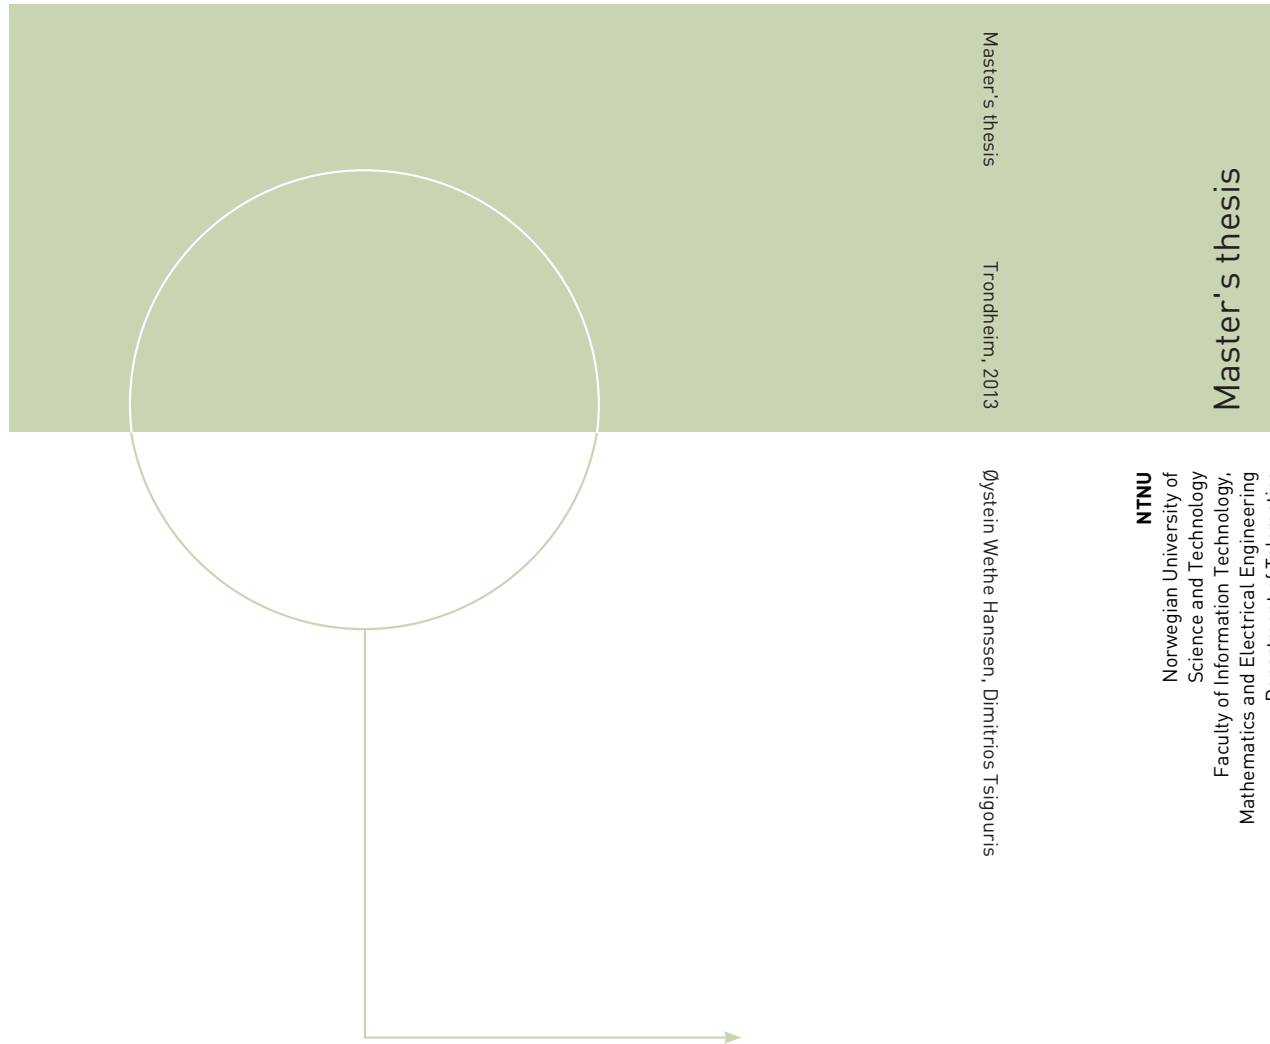 Master's thesis
Trondheim, 2013
Øystein Wethe Hanssen, Dimitrios Tsigouris
Master's thesis
NTNU
Norwegian University of
Science and Technology
Faculty of Information Technology,
Mathematics and Electrical Engineering